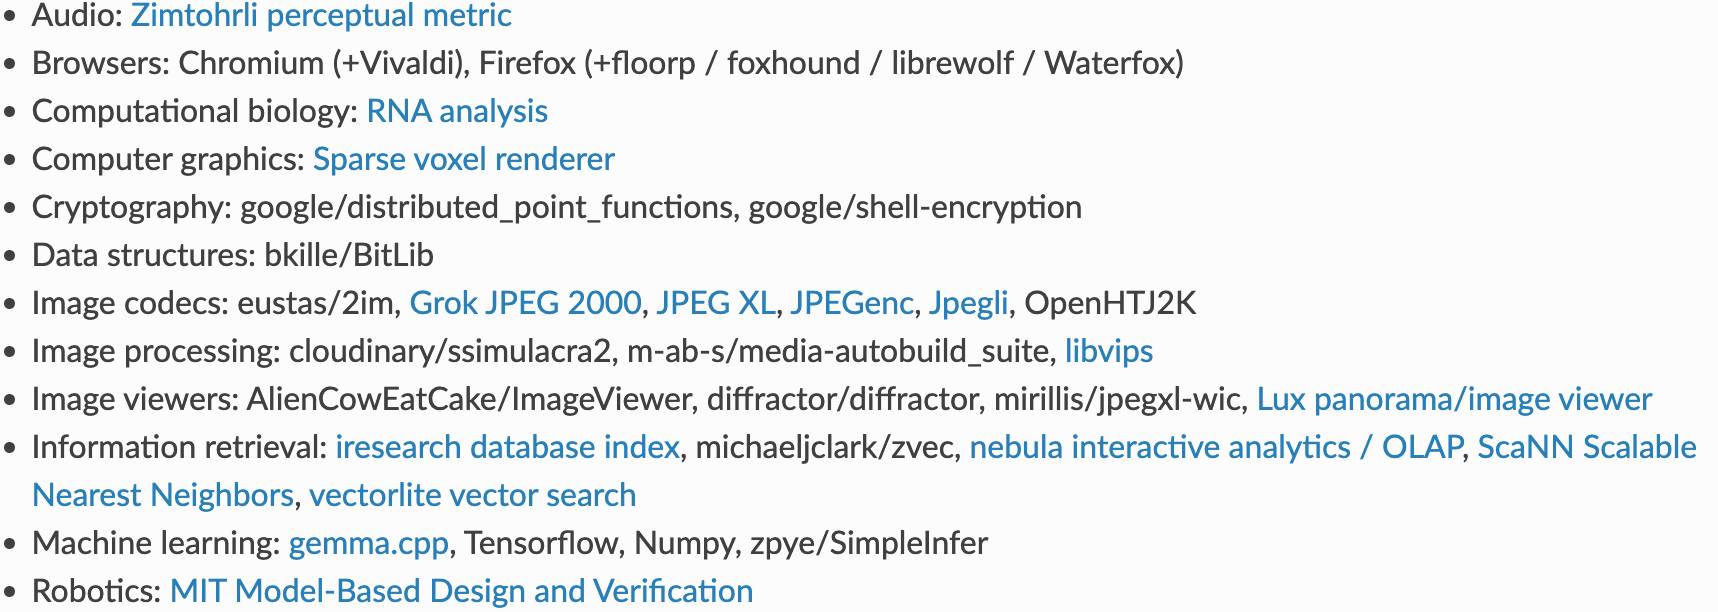 • Audio: Zimtohrli perceptual metric
• Browsers: Chromium (+Vivaldi), Firefox (+floorp / foxhound / librewolf / Waterfox)
• Computational biology: RNA analysis
• Computer graphics: Sparse voxel renderer
• Cryptography: google/distributed_point_functions, google/shell-encryption
• Data structures: bkille/BitLib
• Image codecs: eustas/2im, Grok JPEG 2000, JPEG XL, JPEGenc, Jpegli, OpenHTJ2K
• Image processing: cloudinary/ssimulacra2, m-ab-s/media-autobuild_suite, libvips
• Image viewers: AlienCowEatCake/ImageViewer, diffractor/diffractor, mirillis/jpegxl-wic, Lux panorama/image viewer
• Information retrieval: iresearch database index, michaeljclark/zvec, nebula interactive analytics / OLAP, ScaNN Scalable
Nearest Neighbors, vectorlite vector search
• Machine learning: gemma.cpp, Tensorflow, Numpy, zpye/SimpleInfer
• Robotics: MIT Model-Based Design and Verification